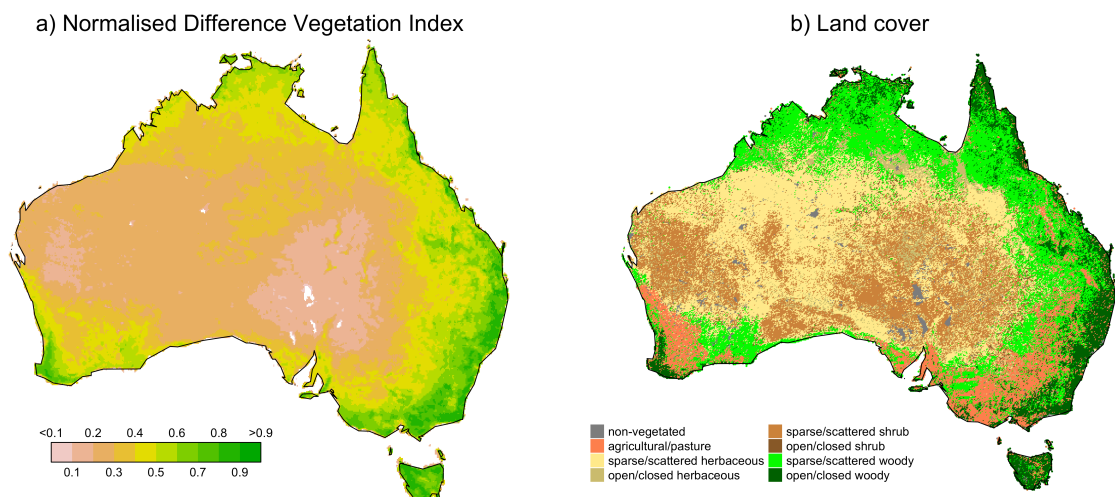 a) Normalised Difference Vegetation Index
b) Land cover
<0.1 0.2 0.4 0.6 0.8 >0.9
0.1 0.3 0.5 0.7 0.9
non-vegetated
agricultural/pasture
sparse/scattered herbaceous
open/closed herbaceous
sparse/scattered shrub
open/closed shrub
sparse/scattered woody
open/closed woody